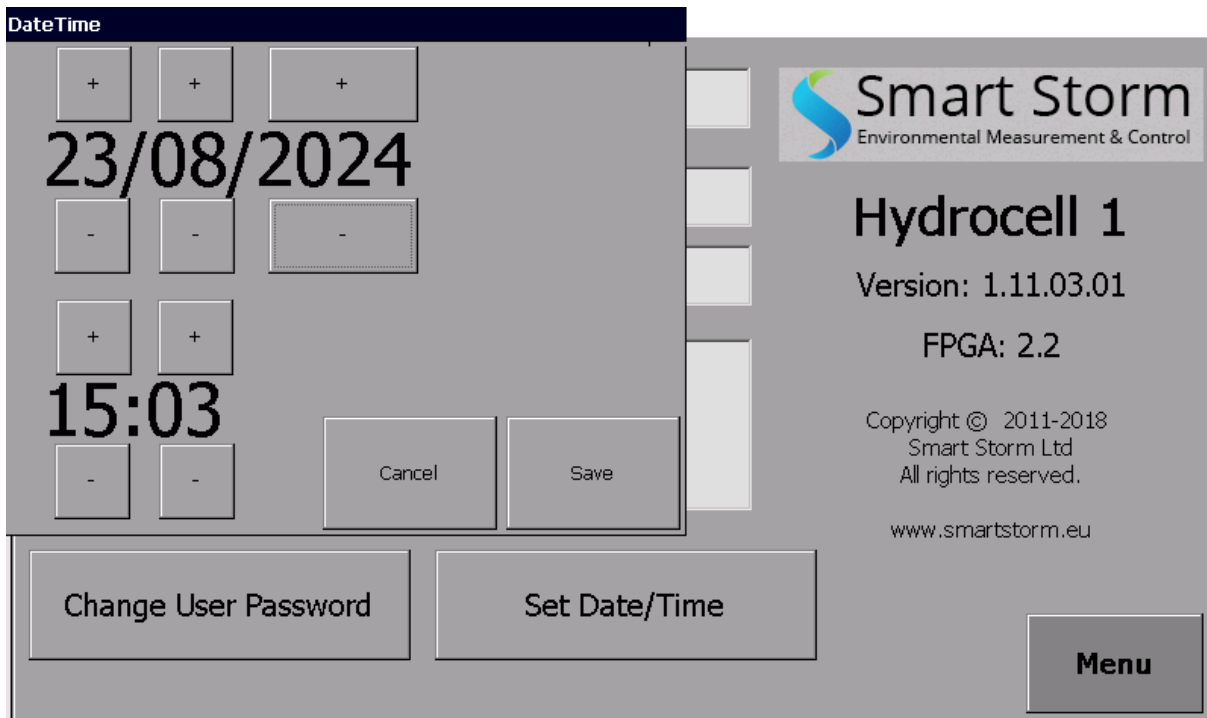 DateTime
+ + +
23/08/2024
- - -
+ +
15:03
- -
Cancel Save
Smart Storm
Environmental Measurement & Control
Hydrocell 1
Version: 1.11.03.01
FPGA: 2.2
Copyright © 2011-2018
Smart Storm Ltd
All rights reserved.
www.smartstorm.eu
Change User Password Set Date/Time
Menu